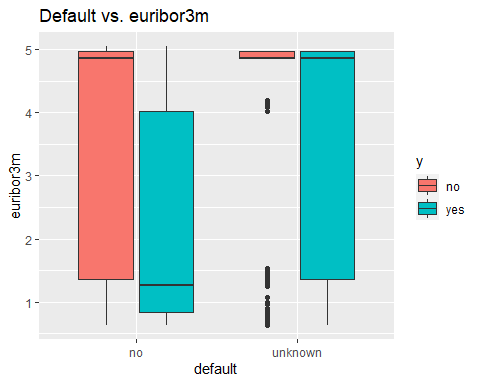 Default vs. euribor3m
5
4
3
2
1
euribor3m
no
unknown
default
y
no
yes